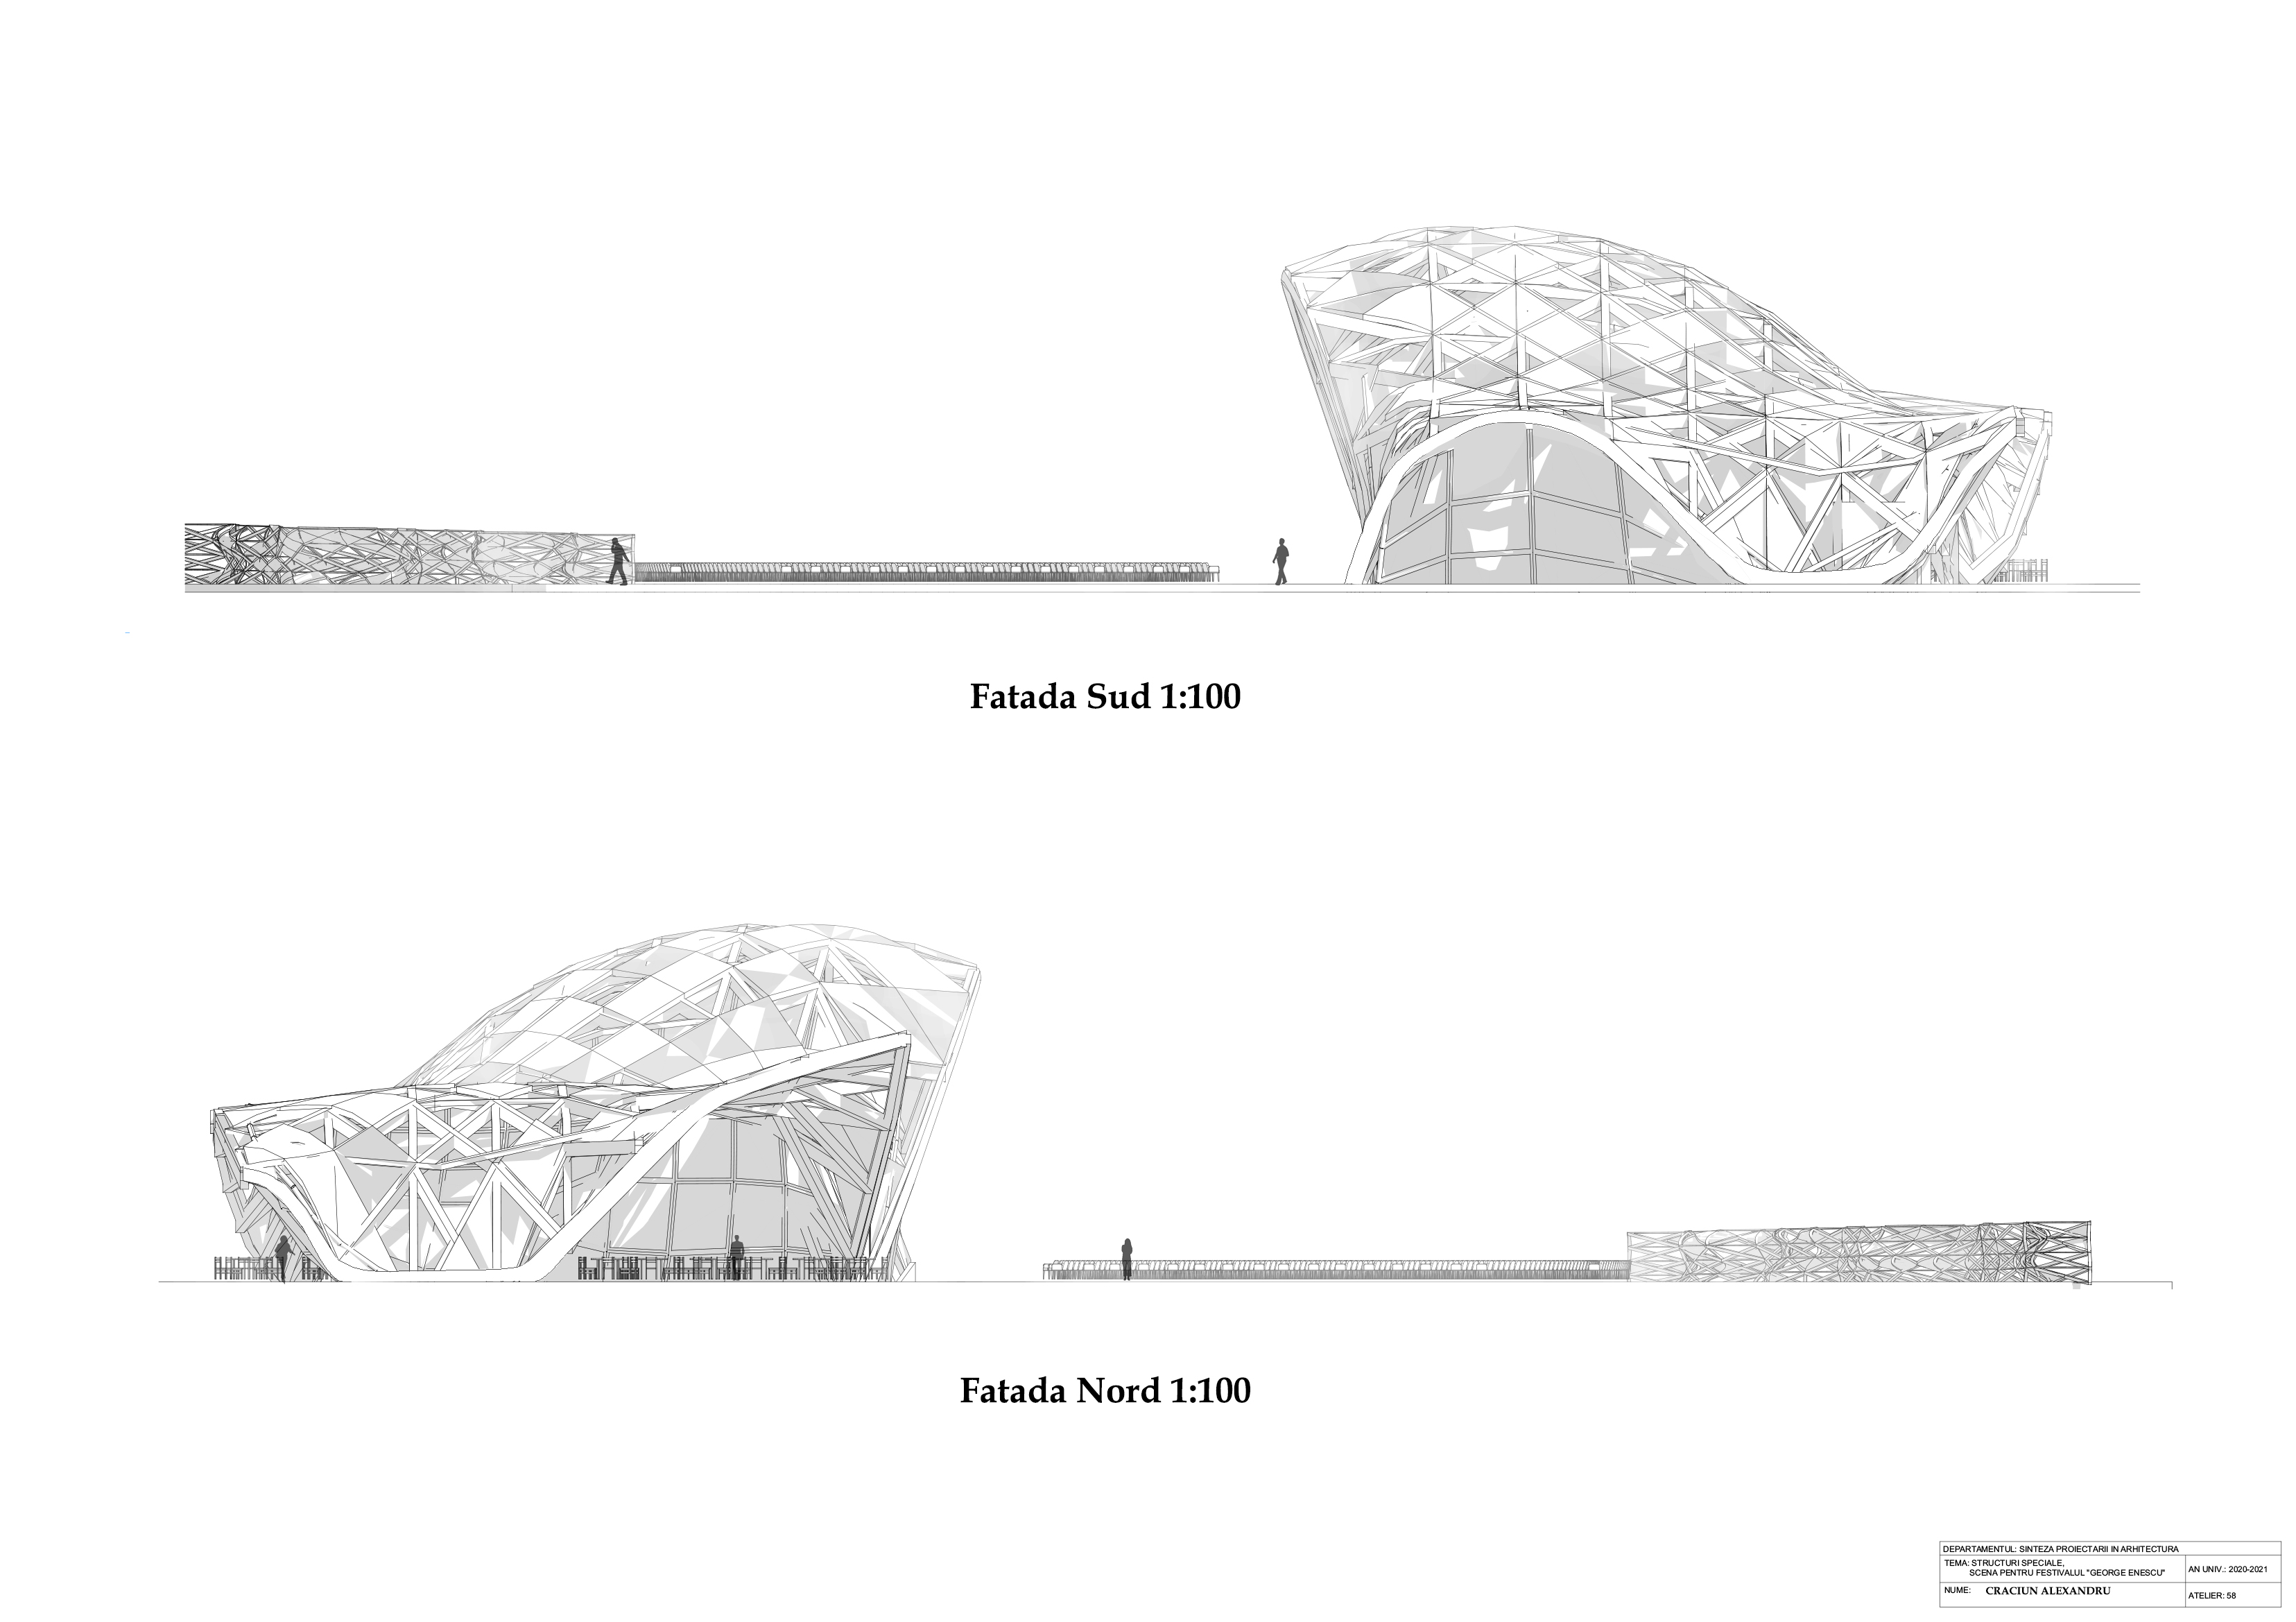 Fatada Sud 1:100
Fatada Nord 1:100
DEPARTAMENTUL: SINTEZA PROIECTARII IN ARHITECTURA
TEMA: STRUCTURI SPECIALE,
SCENA PENTRU FESTIVALUL "GEORGE ENESCU"
AN UNIV.: 2020-2021
NUME: CRACIUN ALEXANDRU
ATELIER: 58